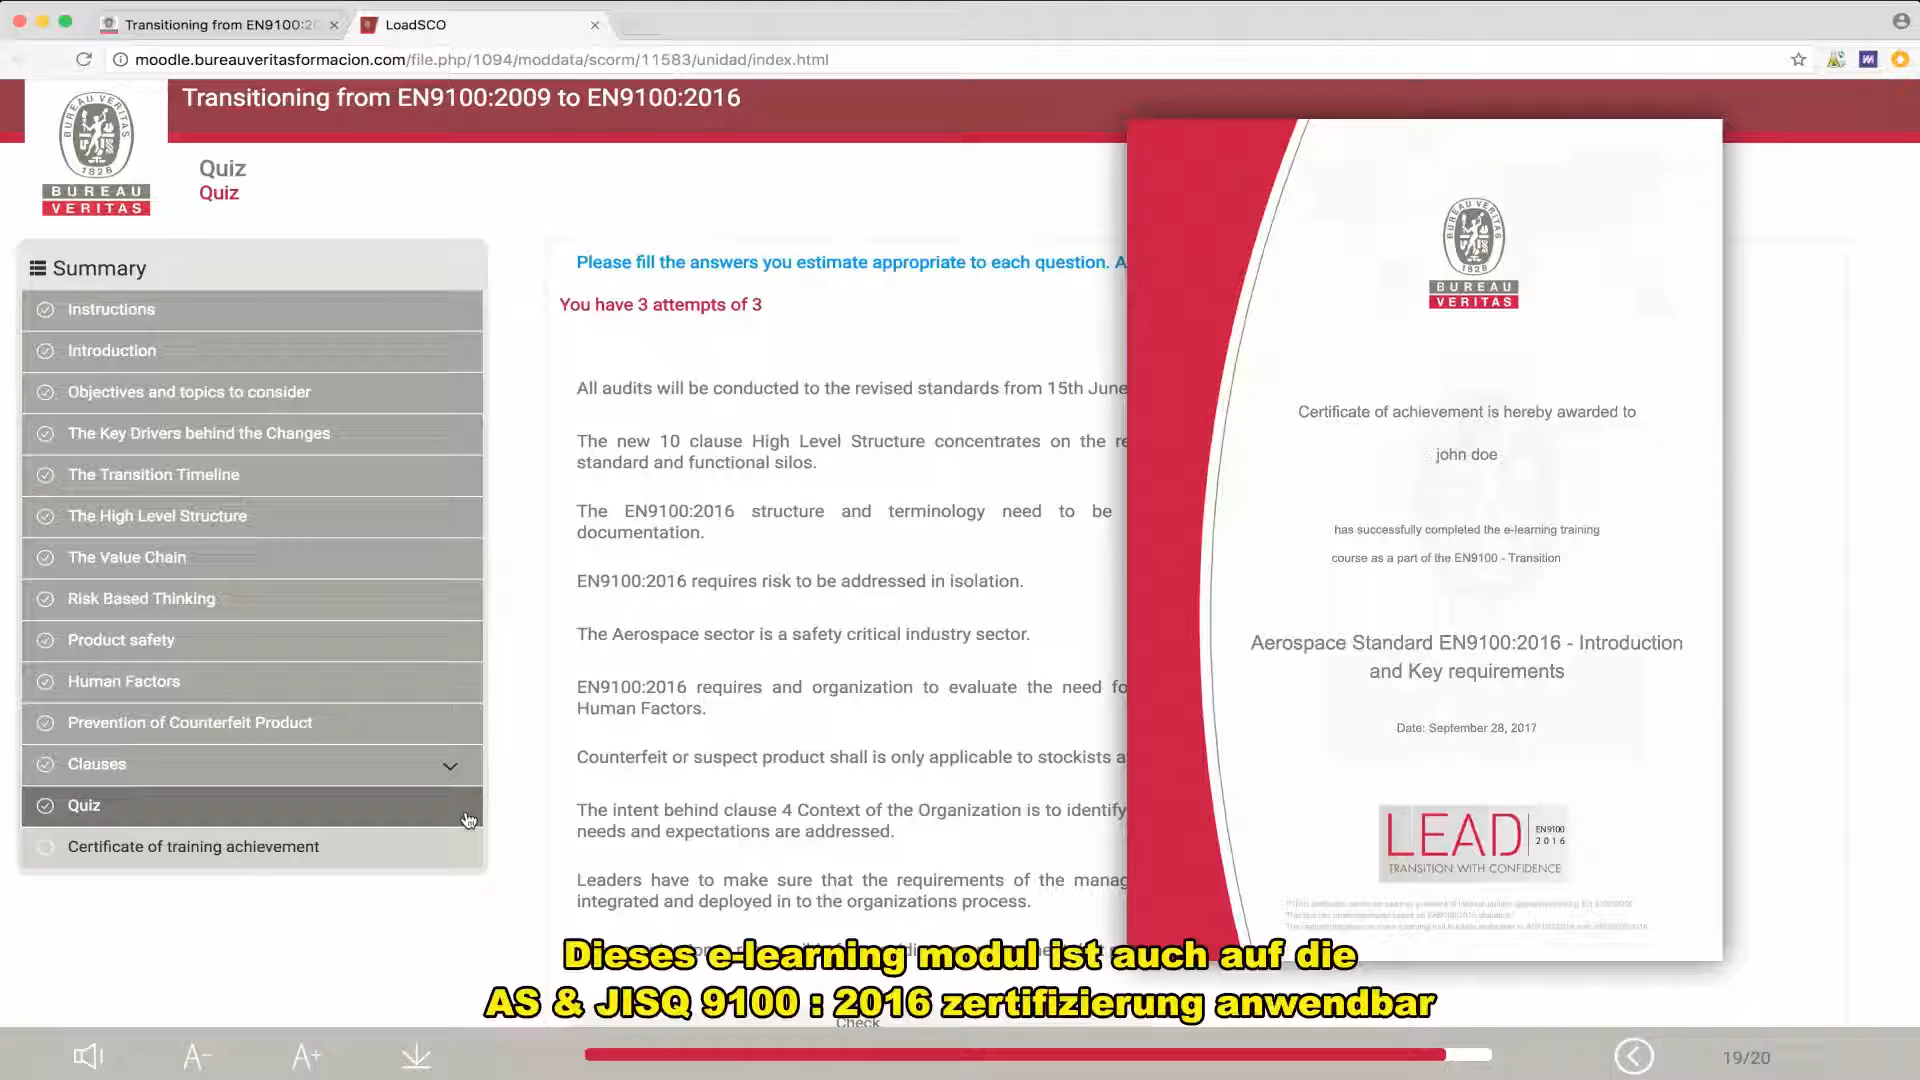 Transitioning from EN9100:20
LoadSCO
moodle.bureauveritasformacion.com/file.php/1094/moddata/scorm/11583/unidad/index.html
Transitioning from EN9100:2009 to EN9100:2016
BUREAU VERITAS
1828
BUREAU
VERITAS
Quiz
Quiz
Summary
Instructions
Introduction
Objectives and topics to consider
The Key Drivers behind the Changes
The Transition Timeline
The High Level Structure
The Value Chain
Risk Based Thinking
Product safety
Human Factors
Prevention of Counterfeit Product
Clauses
Quiz
Certificate of training achievement
Please fill the answers you estimate appropriate to each question. A
You have 3 attempts of 3
All audits will be conducted to the revised standards from 15th June
The new 10 clause High Level Structure concentrates on the re
standard and functional silos.
The EN9100:2016 structure and terminology need to be
documentation.
EN9100:2016 requires risk to be addressed in isolation.
The Aerospace sector is a safety critical industry sector.
EN9100:2016 requires and organization to evaluate the need fo
Human Factors.
Counterfeit or suspect product shall is only applicable to stockists a
The intent behind clause 4 Context of the Organization is to identify
needs and expectations are addressed.
Leaders have to make sure that the requirements of the manag
integrated and deployed in to the organizations process.
Check
BUREAU VERITAS
1828
BUREAU
VERITAS
Certificate of achievement is hereby awarded to
john doe
has successfully completed the e-learning training
course as a part of the EN9100 - Transition
Aerospace Standard EN9100:2016 - Introduction
and Key requirements
Date: September 28, 2017
LEAD EN9100
2016
TRANSITION WITH CONFIDENCE
Dieses e-learning modul ist auch auf die
AS & JISQ 9100 : 2016 zertifizierung anwendbar
A-
A+
19/20